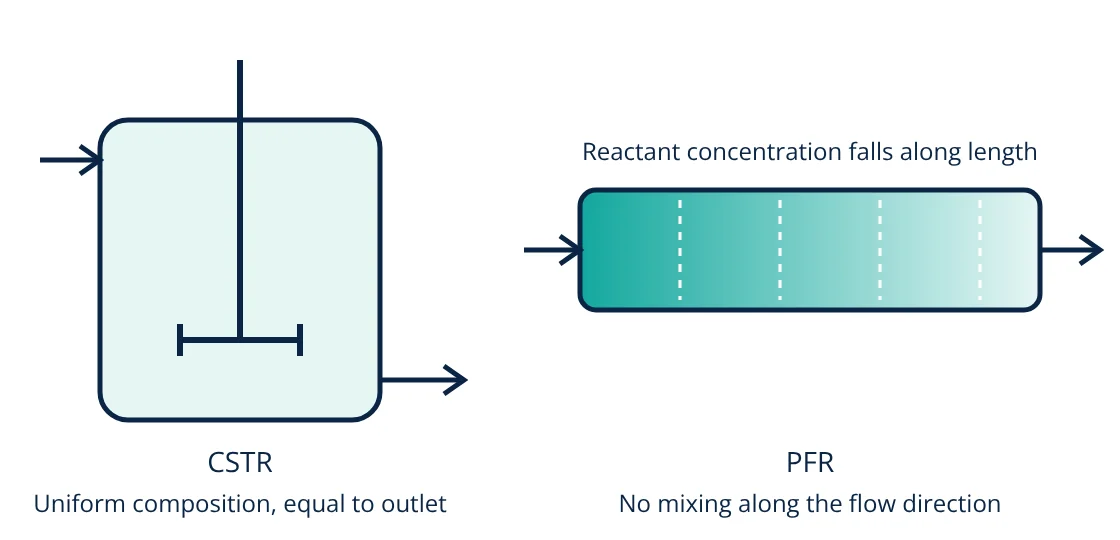 Reactant concentration falls along length
CSTR
Uniform composition, equal to outlet
PFR
No mixing along the flow direction